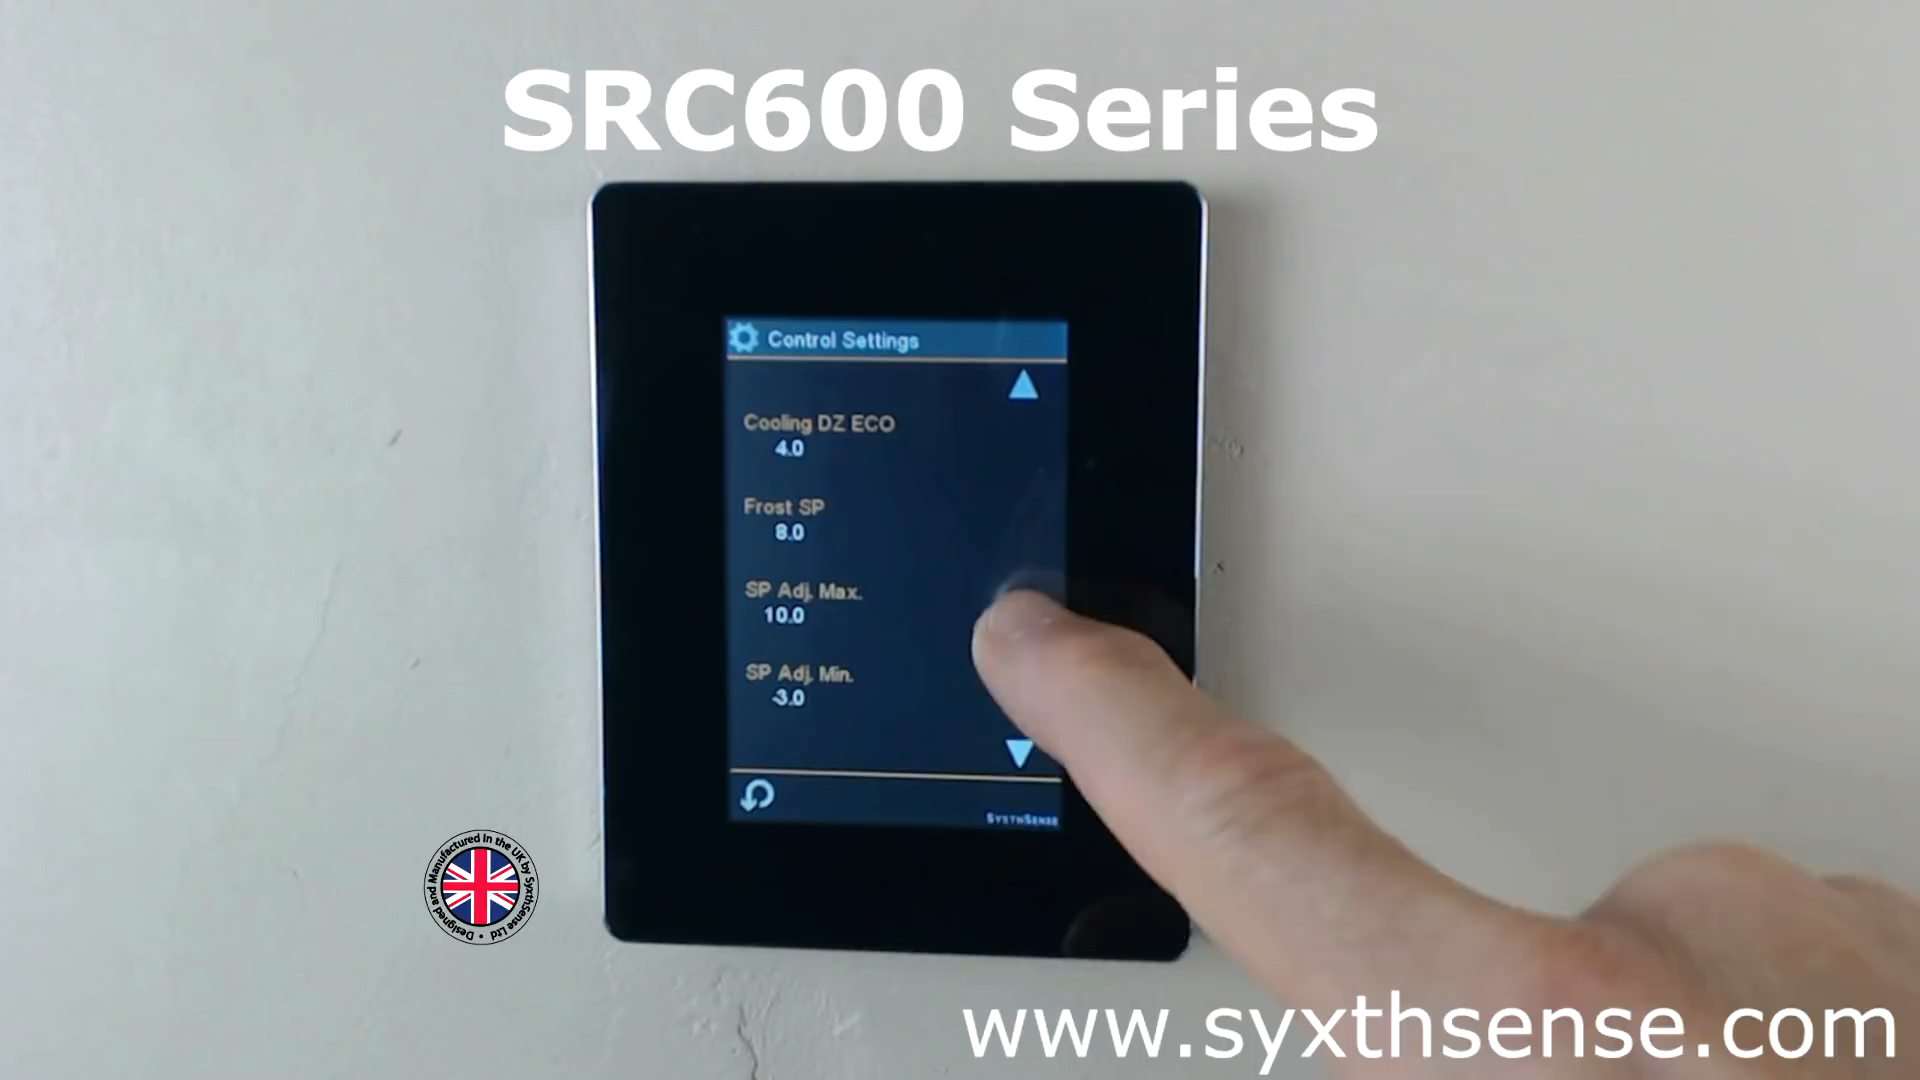 SRC600 Series
Control Settings
Cooling DZ ECO
4.0
Frost SP
8.0
SP Adj. Max.
10.0
SP Adj. Min.
-3.0
SYXTHSENSE
Designed and Manufactured in the UK by SyxthSense Ltd •
www.syxthsense.com